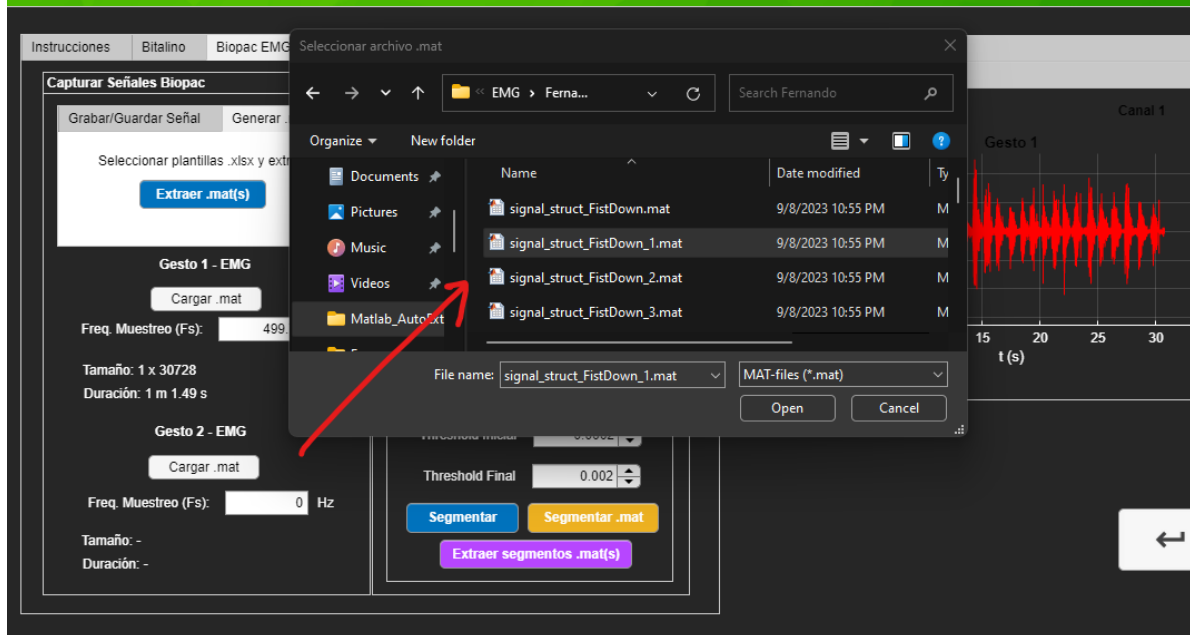 Instrucciones Bitalino Biopac EMG
Capturar Señales Biopac
Grabar/Guardar Señal Generar
Seleccionar plantillas .xlsx y extr
Extraer .mat(s)
Gesto 1 - EMG
Cargar .mat
Freq. Muestreo (Fs): 499.
Tamaño: 1 x 30728
Duración: 1 m 1.49 s
Gesto 2 - EMG
Cargar .mat
Freq. Muestreo (Fs): 0 Hz
Tamaño: -
Duración: -
Seleccionar archivo .mat
« EMG › Ferna...
Search Fernando
Organize New folder
Documents
Pictures
Music
Videos
Matlab_AutoExt
Name Date modified Ty
signal_struct_FistDown.mat 9/8/2023 10:55 PM M
signal_struct_FistDown_1.mat 9/8/2023 10:55 PM M
signal_struct_FistDown_2.mat 9/8/2023 10:55 PM M
signal_struct_FistDown_3.mat 9/8/2023 10:55 PM M
File name: signal_struct_FistDown_1.mat MAT-files (*.mat)
Open Cancel
Threshold Inicial 0.0002
Threshold Final 0.002
Segmentar Segmentar .mat
Extraer segmentos .mat(s)
Canal 1
Gesto 1
15 20 25 30
t (s)